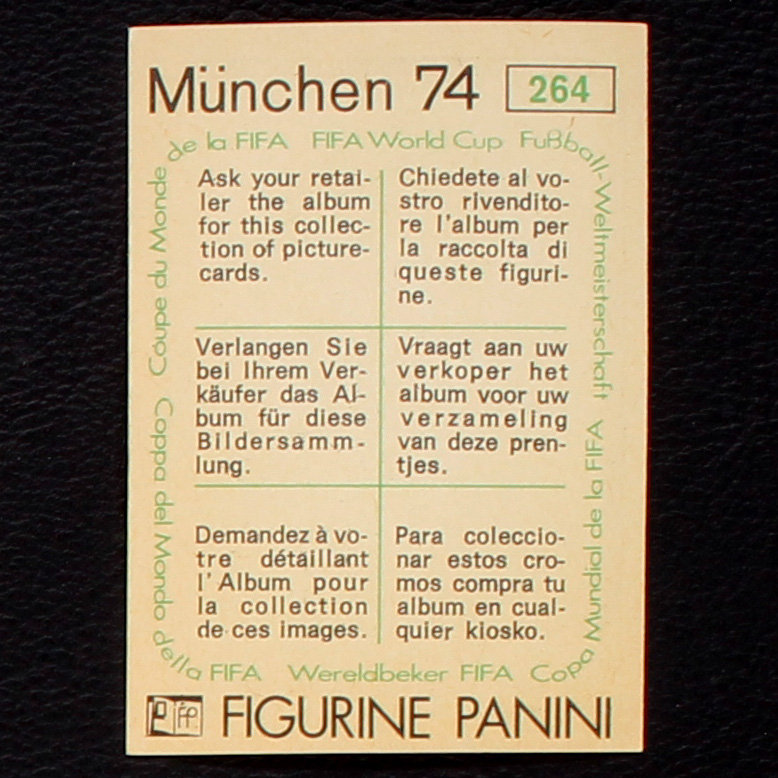 München 74 264
de la FIFA FIFA World Cup Fußball-Weltmeisterschaft
Ask your retai-
ler the album
for this collec-
tion of picture-
cards.
Chiedete al vo-
stro rivendito-
re l'album per
la raccolta di
queste figuri-
ne.
Verlangen Sie
bei Ihrem Ver-
käufer das Al-
bum für diese
Bildersamm-
lung.
Vraagt aan uw
verkoper het
album voor uw
verzameling
van deze pren-
tjes.
Demandez à vo-
tre détaillant
l'Album pour
la collection
de ces images.
Para coleccio-
nar estos cro-
mos compra tu
album en cual-
quier kiosko.
Coupe du Monde
Coppa del Mondo della FIFA Wereldbeker FIFA Copa Mundial de la FIFA
FP FIGURINE PANINI